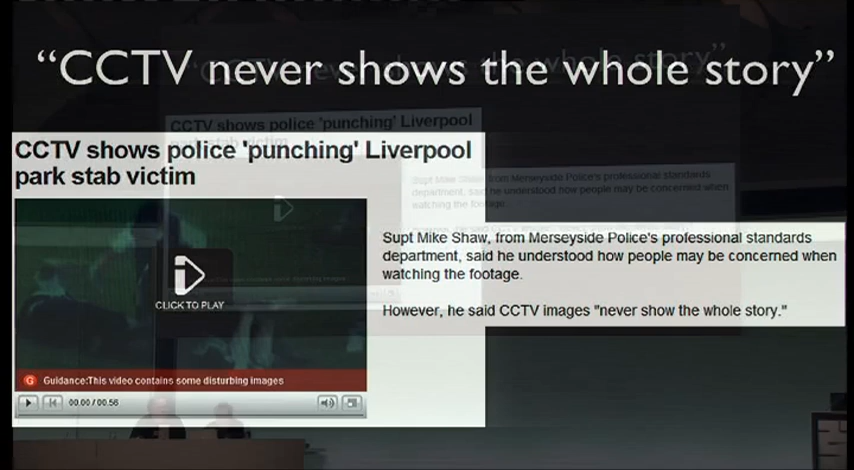 “CCTV never shows the whole story”
CCTV shows police 'punching' Liverpool
park stab victim
CLICK TO PLAY
G Guidance:This video contains some disturbing images
00.00 / 00.56
Supt Mike Shaw, from Merseyside Police's professional standards
department, said he understood how people may be concerned when
watching the footage.
However, he said CCTV images "never show the whole story."